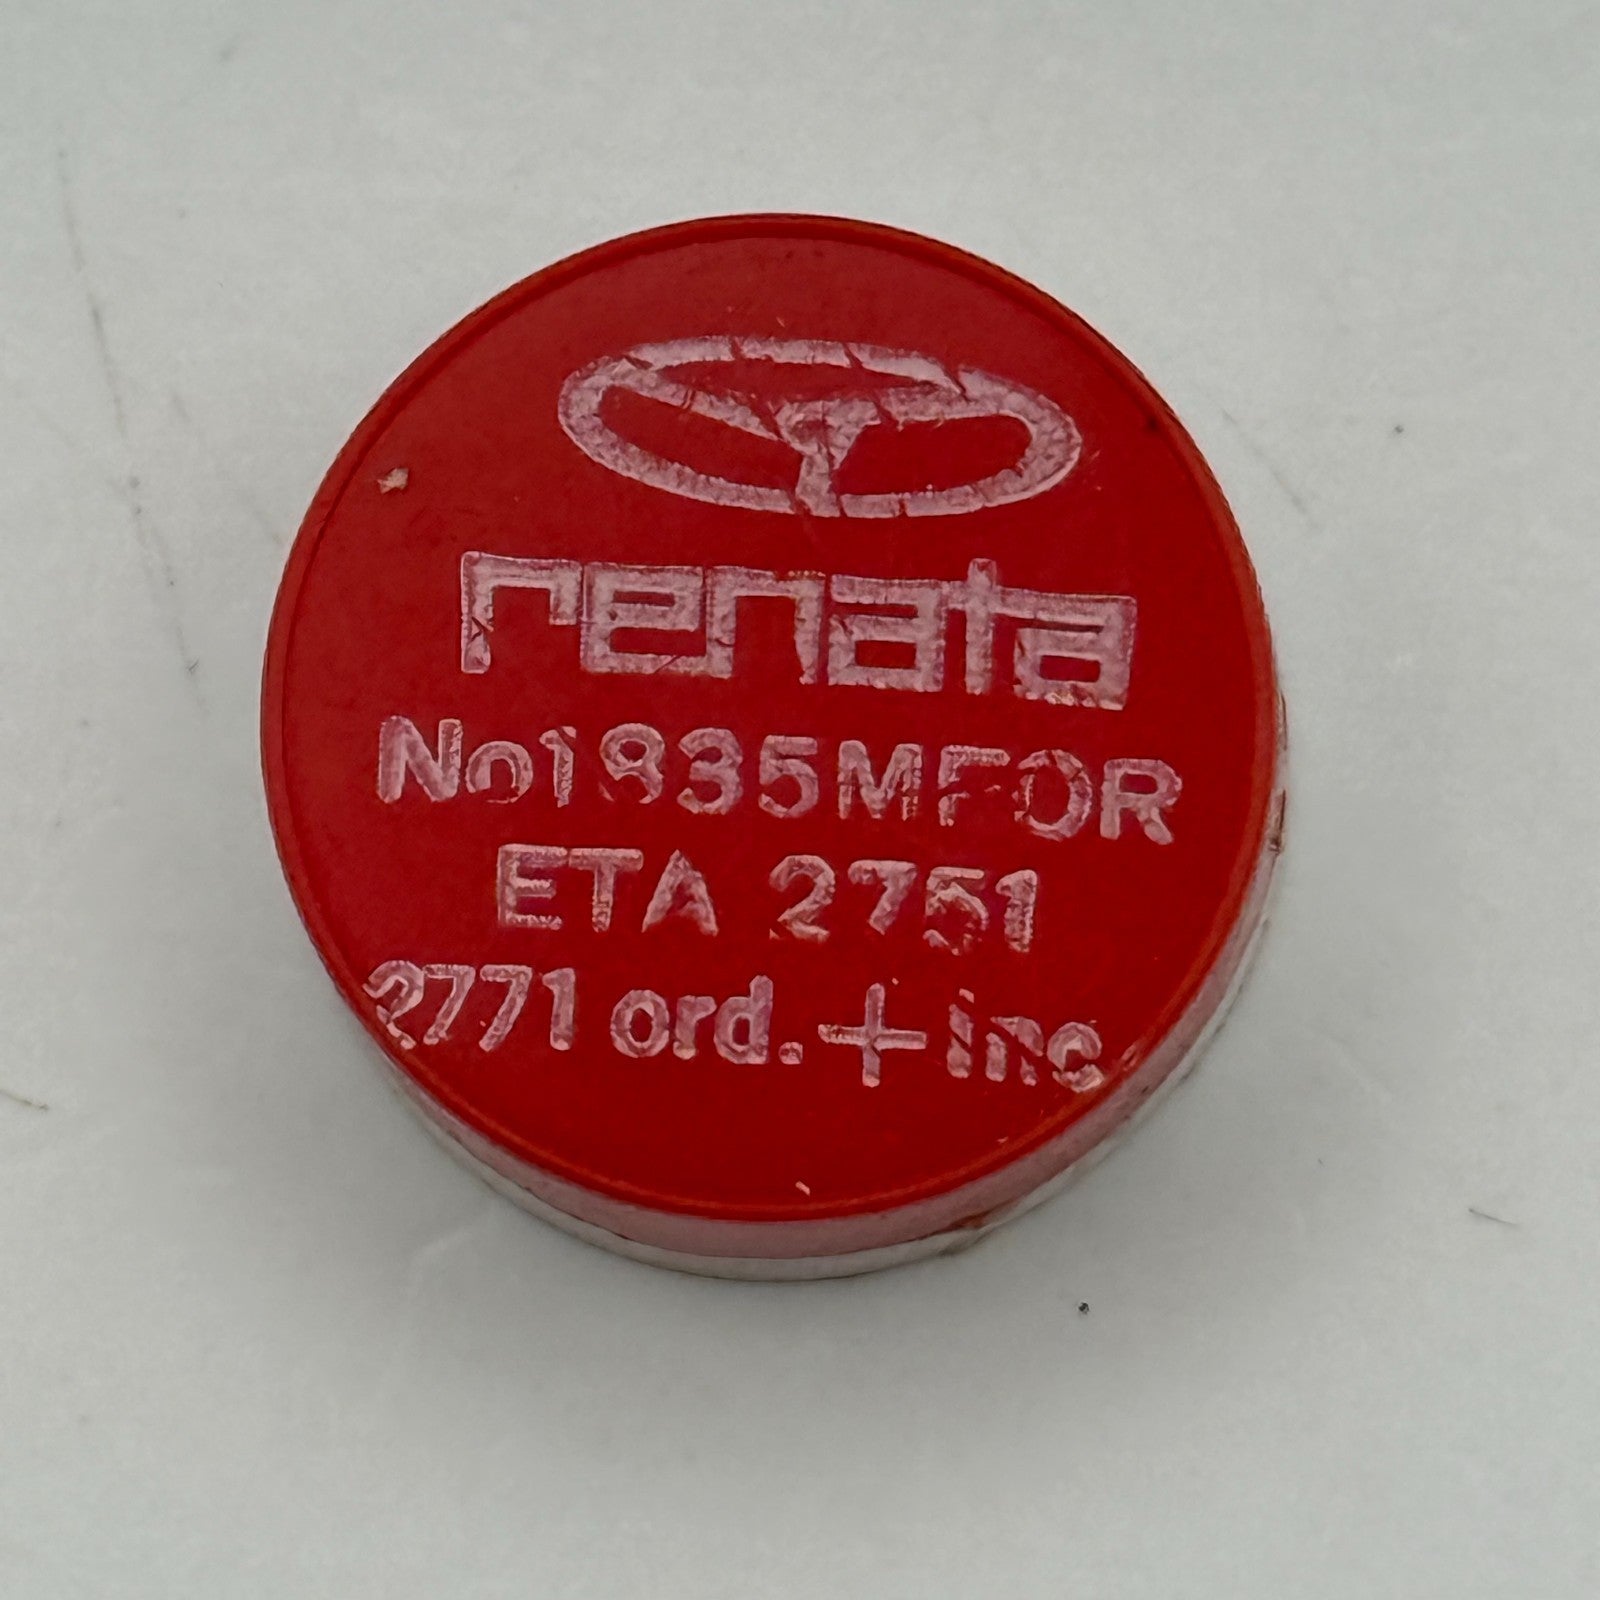 renata
No1835MFOR
ETA 2751
2771 ord. + inc